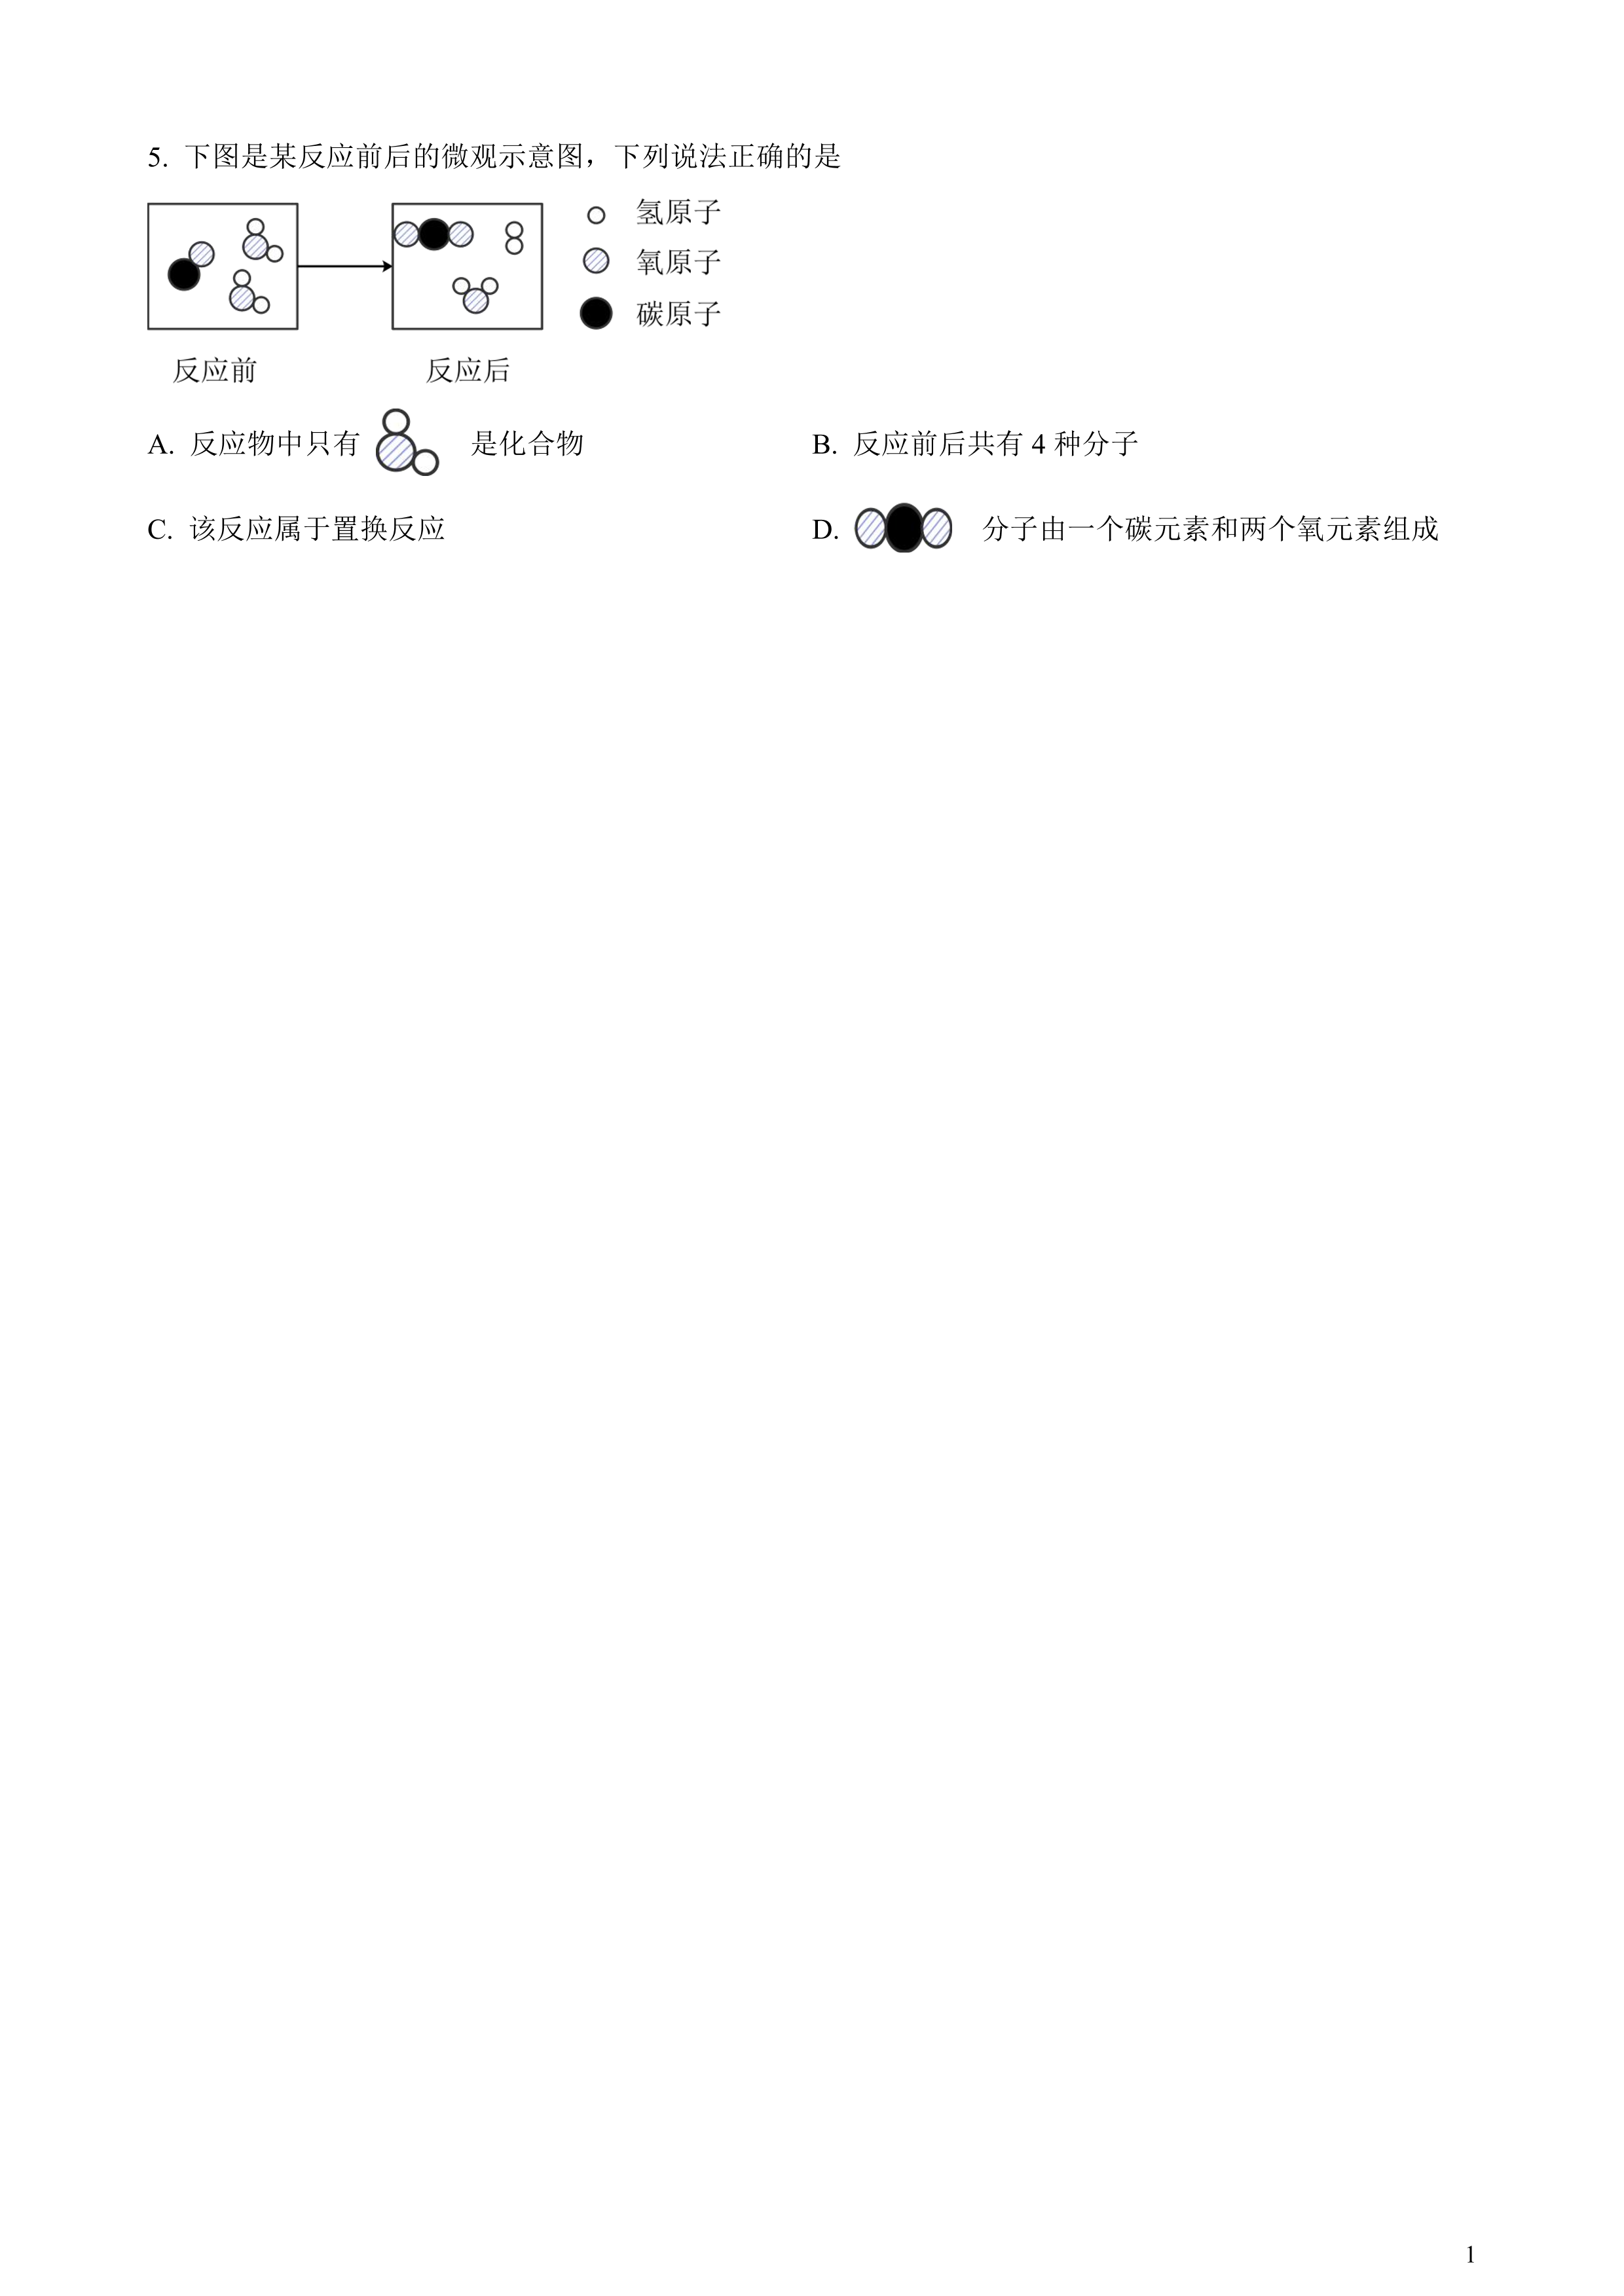 5. 下图是某反应前后的微观示意图，下列说法正确的是
氢原子
氧原子
碳原子
反应前 反应后
A. 反应物中只有 是化合物 B. 反应前后共有 4 种分子
C. 该反应属于置换反应 D. 分子由一个碳元素和两个氧元素组成
1